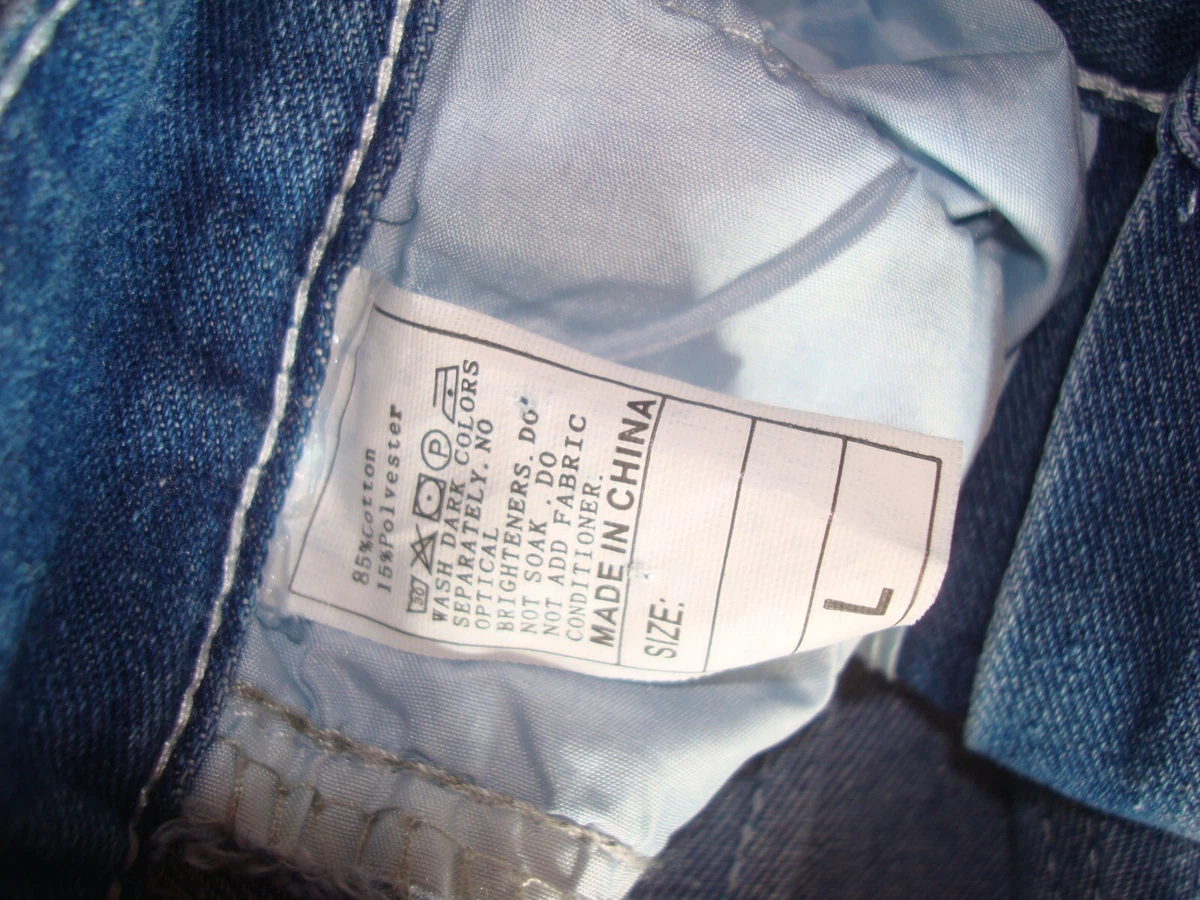 85%Cotton
15%Polyester
30 P
WASH DARK COLORS
SEPARATELY. NO
OPTICAL
BRIGHTENERS. DO
NOT SOAK . DO
NOT ADD FABRIC
CONDITIONER.
MADE IN CHINA
SIZE:
L